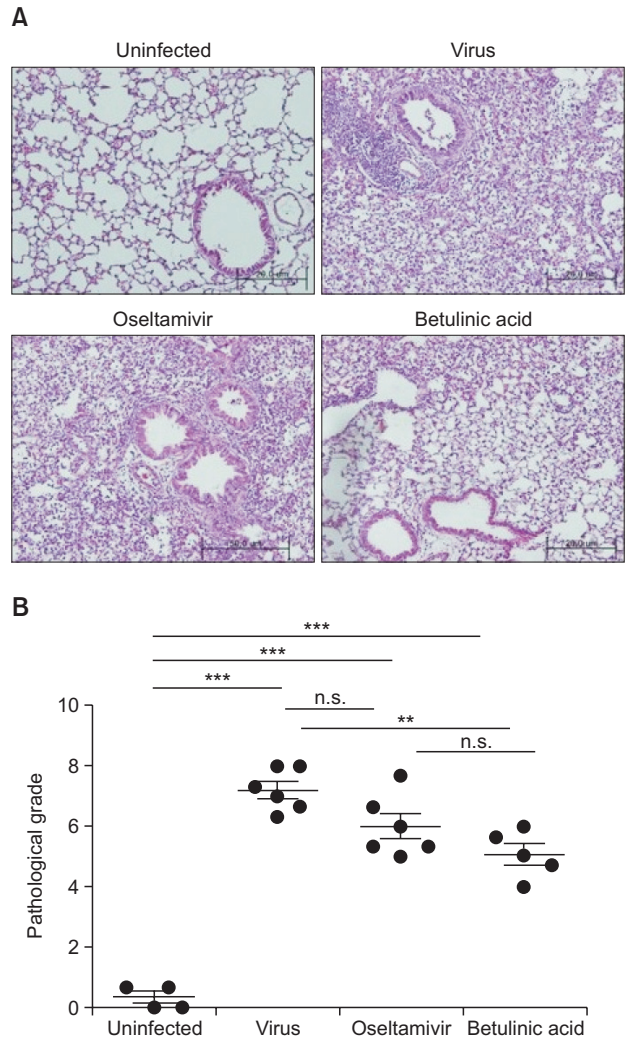 A
Uninfected Virus
Oseltamivir Betulinic acid
B
***
***
***
n.s.
**
n.s.
10
8
6
4
2
0
Pathological grade
Uninfected Virus Oseltamivir Betulinic acid